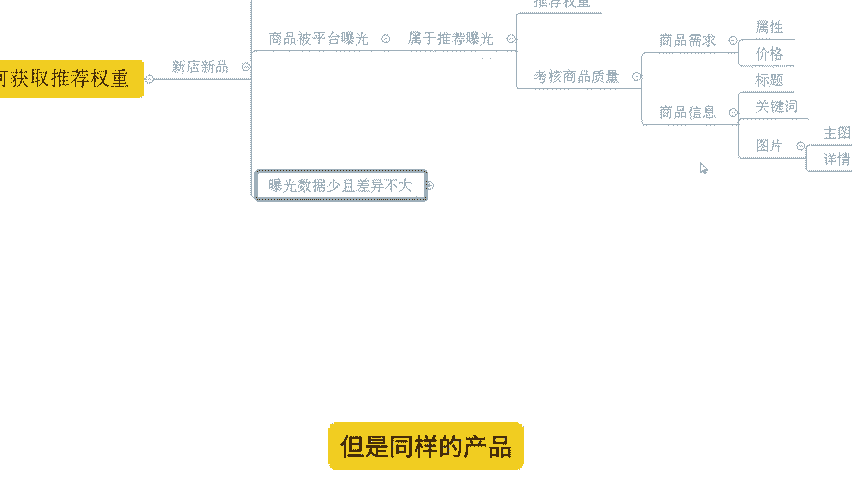 推荐权重
商品被平台曝光
属于推荐曝光
商品需求
属性
价格
何获取推荐权重
新店新品
考核商品质量
标题
商品信息
关键词
图片
主图
详情
曝光数据少且差异不大
但是同样的产品